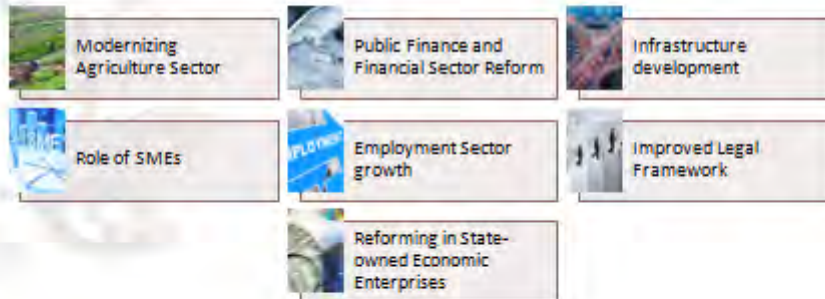 Modernizing
Agriculture Sector
Public Finance and
Financial Sector Reform
Infrastructure
development
Role of SMEs
Employment Sector
growth
Improved Legal
Framework
Reforming in State-
owned Economic
Enterprises